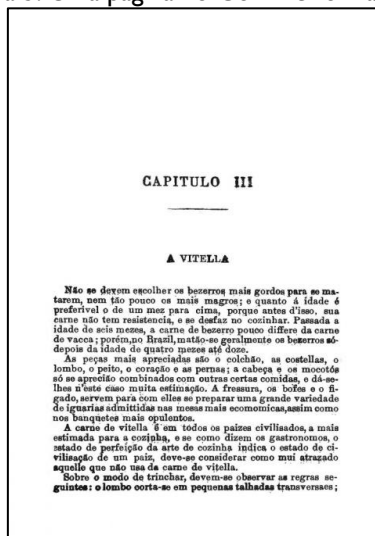 CAPITULO III
A VITELLA
Não se devem escolher os bezerros mais gordos para se ma-
tarem, nem tão pouco os mais magros; e quanto á idade é
preferivel o de um mez para cima, porque antes d'isso, sua
carne não tem resistencia, e se desfaz no cozinhar. Passada a
idade de seis mezes, a carne de bezerro pouco differe da carne
de vacca; porém, no Brazil, matão-se geralmente os bezerros só-
depois da idade de quatro mezes até doze.
As peças mais apreciadas são o colchão, as costellas, o
lombo, o peito, o coração e as pernas; a cabeça e os mocotós
só se aprecião combinados com outras certas comidas, e dá-se-
lhes n'este caso muita estimação. A fressura, os bofes e o fi-
gado, servem para com elles se preparar uma grande variedade
de iguarias admittidas nas mesas mais economicas, assim como
nos banquetes mais opulentos.
A carne de vitella é em todos os paizes civilisados, a mais
estimada para a cozinha, e se como dizem os gastronomos, o
estado de perfeição da arte de cozinha indica o estado de ci-
vilisação de um paiz, deve-se considerar como mui atrazado
aquelle que não usa da carne de vitella.
Sobre o modo de trinchar, devem-se observar as regras se-
guintes: o lombo corta-se em pequenas talhadas transversaes;